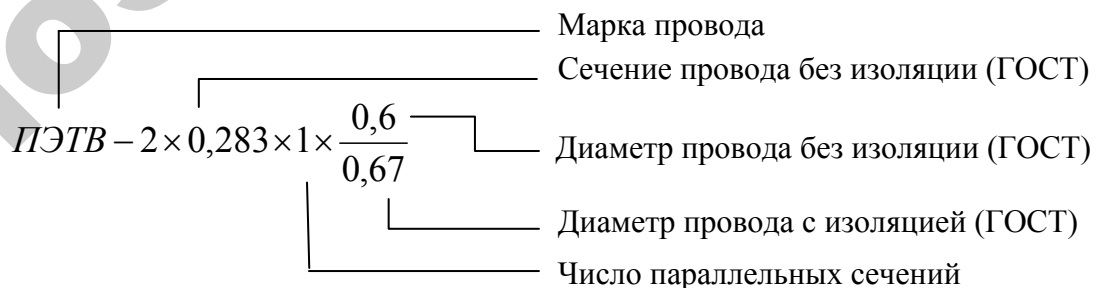 Марка провода
Сечение провода без изоляции (ГОСТ)
ПЭТВ – 2 × 0,283 × 1 × 0,6/0,67
Диаметр провода без изоляции (ГОСТ)
Диаметр провода с изоляцией (ГОСТ)
Число параллельных сечений